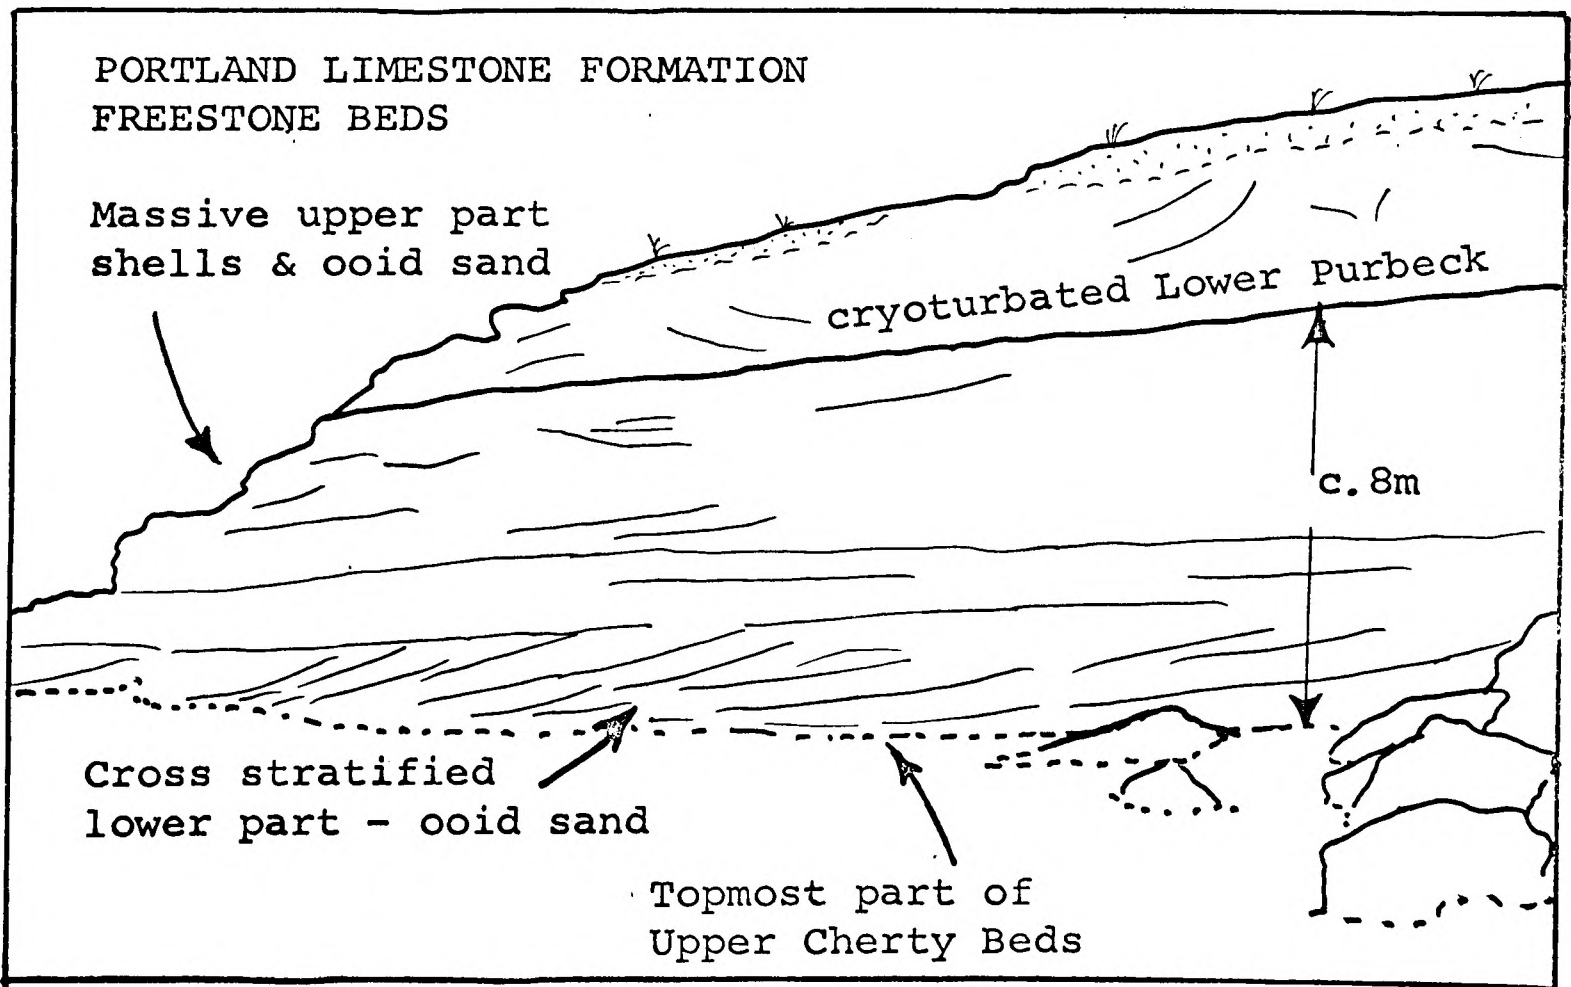 PORTLAND LIMESTONE FORMATION
FREESTONE BEDS
Massive upper part
shells & ooid sand
cryoturbated Lower Purbeck
c.8m
Cross stratified
lower part - ooid sand
Topmost part of
Upper Cherty Beds